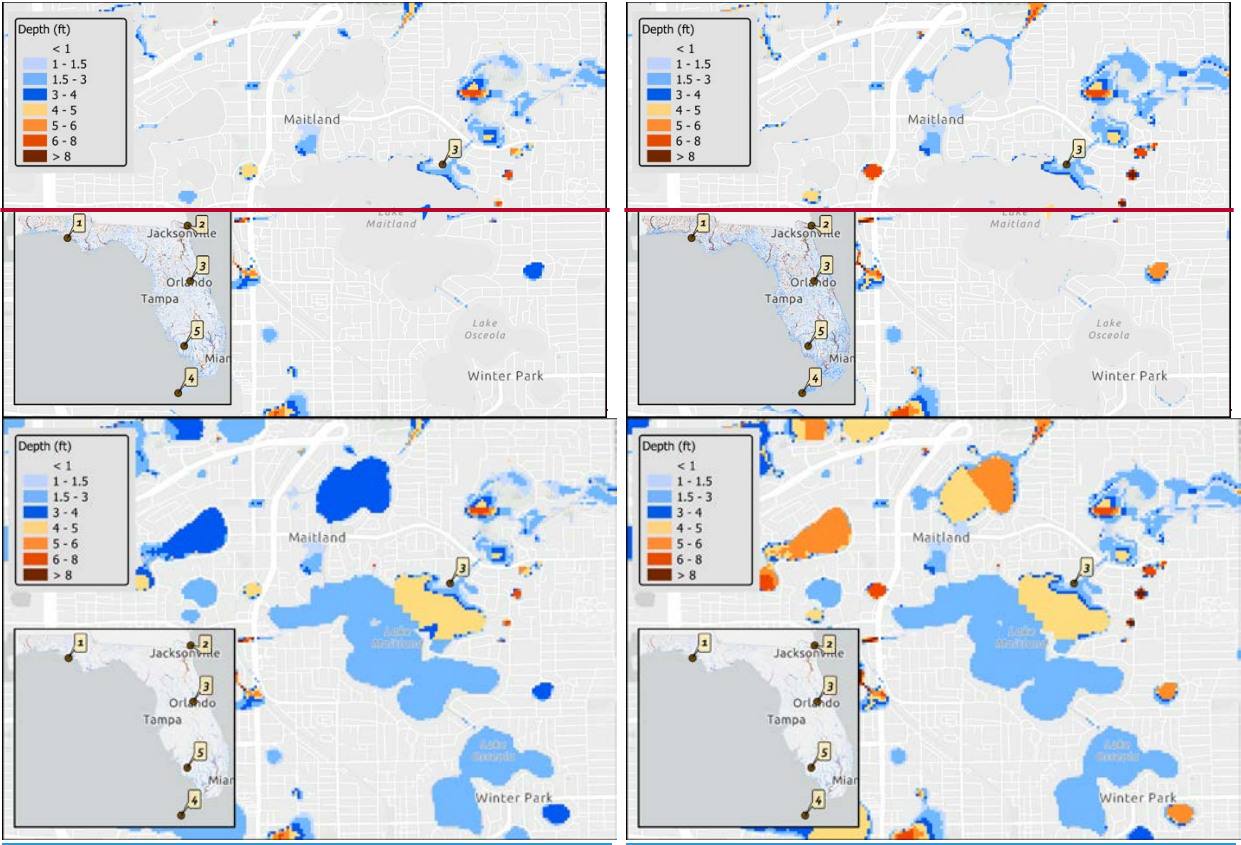 Depth (ft)
< 1
1 - 1.5
1.5 - 3
3 - 4
4 - 5
5 - 6
6 - 8
> 8
Maitland
3
Lake
Maitland
1
2
Jacksonville
3
Orlando
Tampa
5
Miar
4
Lake
Osceola
Winter Park
Depth (ft)
< 1
1 - 1.5
1.5 - 3
3 - 4
4 - 5
5 - 6
6 - 8
> 8
Maitland
3
Lake
Maitland
1
2
Jacksonville
3
Orlando
Tampa
5
Miar
4
Lake
Osceola
Winter Park
Depth (ft)
< 1
1 - 1.5
1.5 - 3
3 - 4
4 - 5
5 - 6
6 - 8
> 8
Maitland
3
Lake
Maitland
1
2
Jacksonville
3
Orlando
Tampa
5
Miar
4
Lake
Osceola
Winter Park
Depth (ft)
< 1
1 - 1.5
1.5 - 3
3 - 4
4 - 5
5 - 6
6 - 8
> 8
Maitland
3
Lake
Maitland
1
2
Jacksonville
3
Orlando
Tampa
5
Miar
4
Lake
Osceola
Winter Park